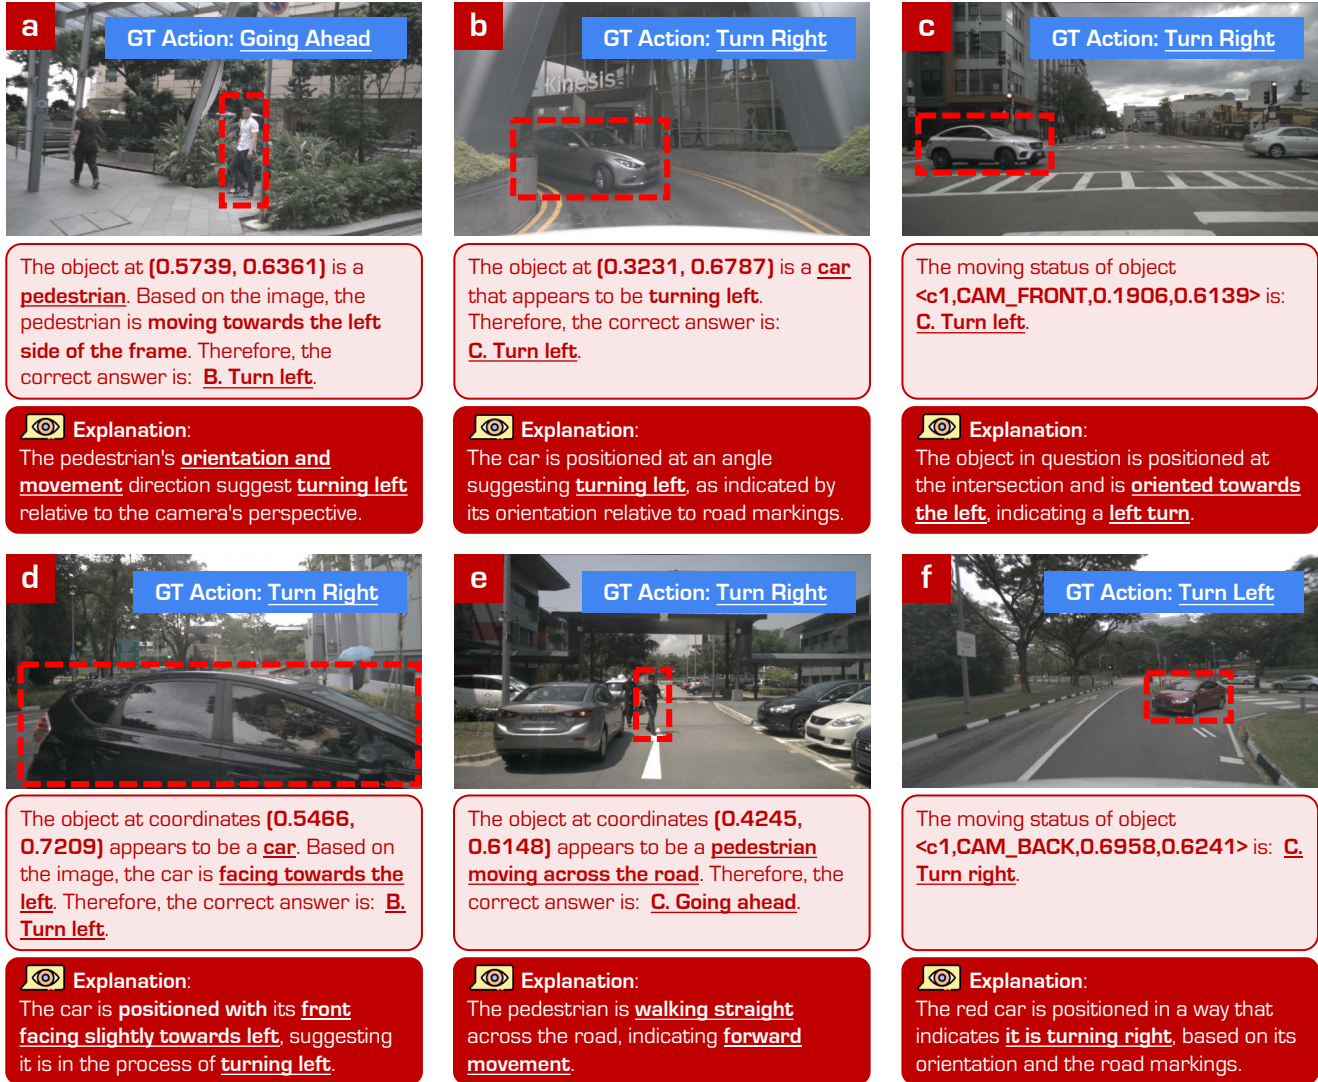 a
GT Action: Going Ahead
The object at (0.5739, 0.6361) is a
pedestrian. Based on the image, the
pedestrian is moving towards the left
side of the frame. Therefore, the
correct answer is: B. Turn left.
Explanation:
The pedestrian's orientation and
movement direction suggest turning left
relative to the camera's perspective.
b
GT Action: Turn Right
Kinesis
The object at (0.3231, 0.6787) is a car
that appears to be turning left.
Therefore, the correct answer is:
C. Turn left.
Explanation:
The car is positioned at an angle
suggesting turning left, as indicated by
its orientation relative to road markings.
c
GT Action: Turn Right
The moving status of object
<c1,CAM_FRONT,0.1906,0.6139> is:
C. Turn left.
Explanation:
The object in question is positioned at
the intersection and is oriented towards
the left, indicating a left turn.
d
GT Action: Turn Right
The object at coordinates (0.5466,
0.7209) appears to be a car. Based on
the image, the car is facing towards the
left. Therefore, the correct answer is: B.
Turn left.
Explanation:
The car is positioned with its front
facing slightly towards left, suggesting
it is in the process of turning left.
e
GT Action: Turn Right
The object at coordinates (0.4245,
0.6148) appears to be a pedestrian
moving across the road. Therefore, the
correct answer is: C. Going ahead.
Explanation:
The pedestrian is walking straight
across the road, indicating forward
movement.
f
GT Action: Turn Left
The moving status of object
<c1,CAM_BACK,0.6958,0.6241> is: C.
Turn right.
Explanation:
The red car is positioned in a way that
indicates it is turning right, based on its
orientation and the road markings.